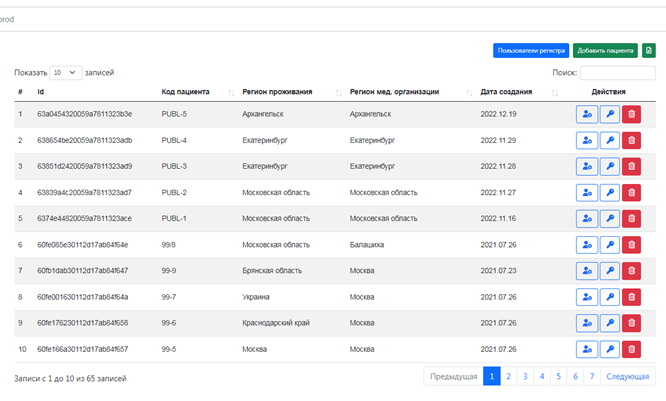 prod
Пользователи регистра Добавить пациента
Показать 10 записей Поиск:
# Id Код пациента Регион проживания Регион мед. организации Дата создания Действия
1 63a0454320059a7811323b3e PUBL-5 Архангельск Архангельск 2022.12.19
2 638654be20059a7811323adb PUBL-4 Екатеринбург Екатеринбург 2022.11.29
3 63851d2420059a7811323ad9 PUBL-3 Екатеринбург Екатеринбург 2022.11.28
4 63839a4c20059a7811323ad7 PUBL-2 Московская область Московская область 2022.11.27
5 6374e44820059a7811323ace PUBL-1 Московская область Московская область 2022.11.16
6 60fe085e30112d17ab84f64e 99/8 Московская область Балашиха 2021.07.26
7 60fb1dab30112d17ab84f647 99-9 Брянская область Москва 2021.07.23
8 60fe001630112d17ab84f64a 99-7 Украина Москва 2021.07.26
9 60fe176230112d17ab84f658 99-6 Краснодарский край Москва 2021.07.26
10 60fe166a30112d17ab84f657 99-5 Москва Москва 2021.07.26
Записи с 1 до 10 из 65 записей Предыдущая 1 2 3 4 5 6 7 Следующая